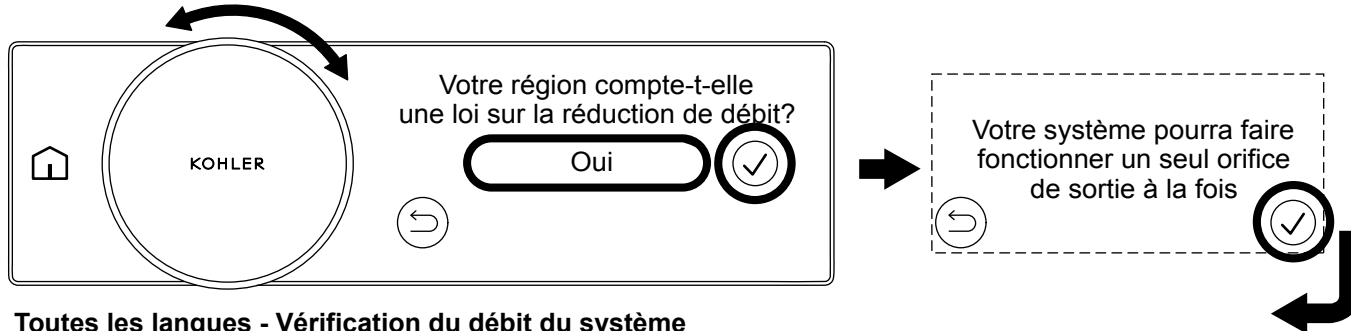 Votre région compte-t-elle
une loi sur la réduction de débit?
KOHLER
Oui
Votre système pourra faire
fonctionner un seul orifice
de sortie à la fois
Toutes les langues - Vérification du débit du système